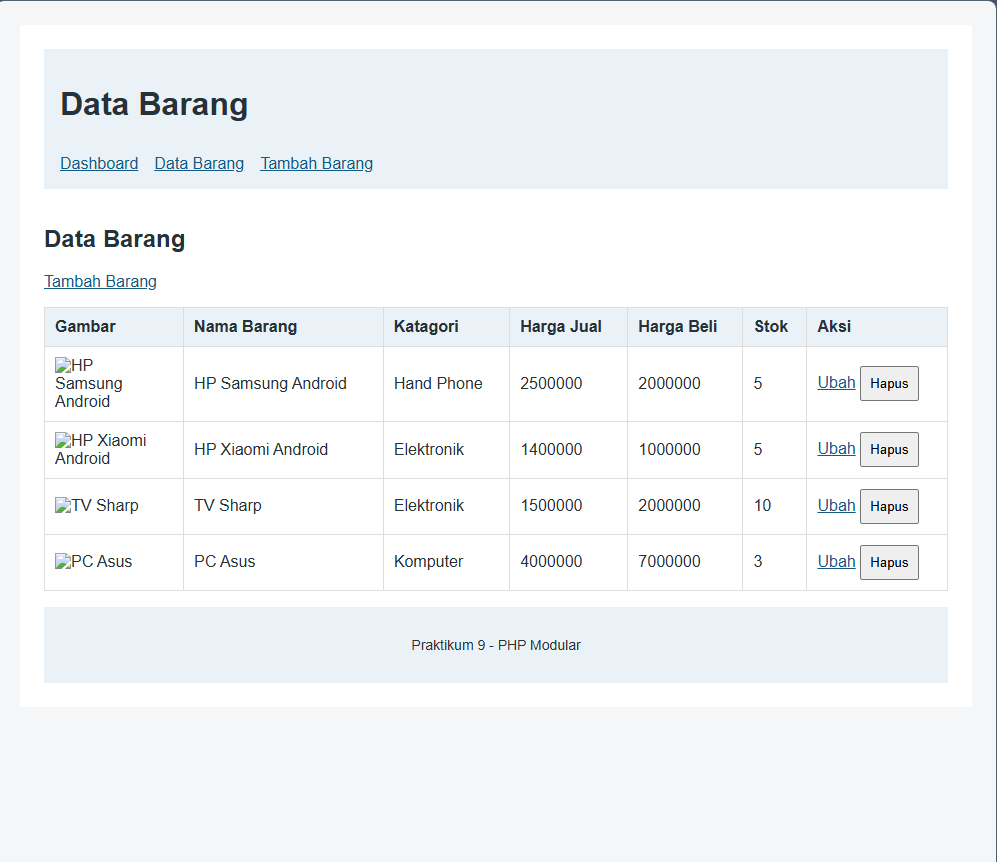 Data Barang
Dashboard Data Barang Tambah Barang
Data Barang
Tambah Barang
Gambar Nama Barang Katagori Harga Jual Harga Beli Stok Aksi
HP Samsung Android HP Samsung Android Hand Phone 2500000 2000000 5 Ubah Hapus
HP Xiaomi Android HP Xiaomi Android Elektronik 1400000 1000000 5 Ubah Hapus
TV Sharp TV Sharp Elektronik 1500000 2000000 10 Ubah Hapus
PC Asus PC Asus Komputer 4000000 7000000 3 Ubah Hapus
Praktikum 9 - PHP Modular